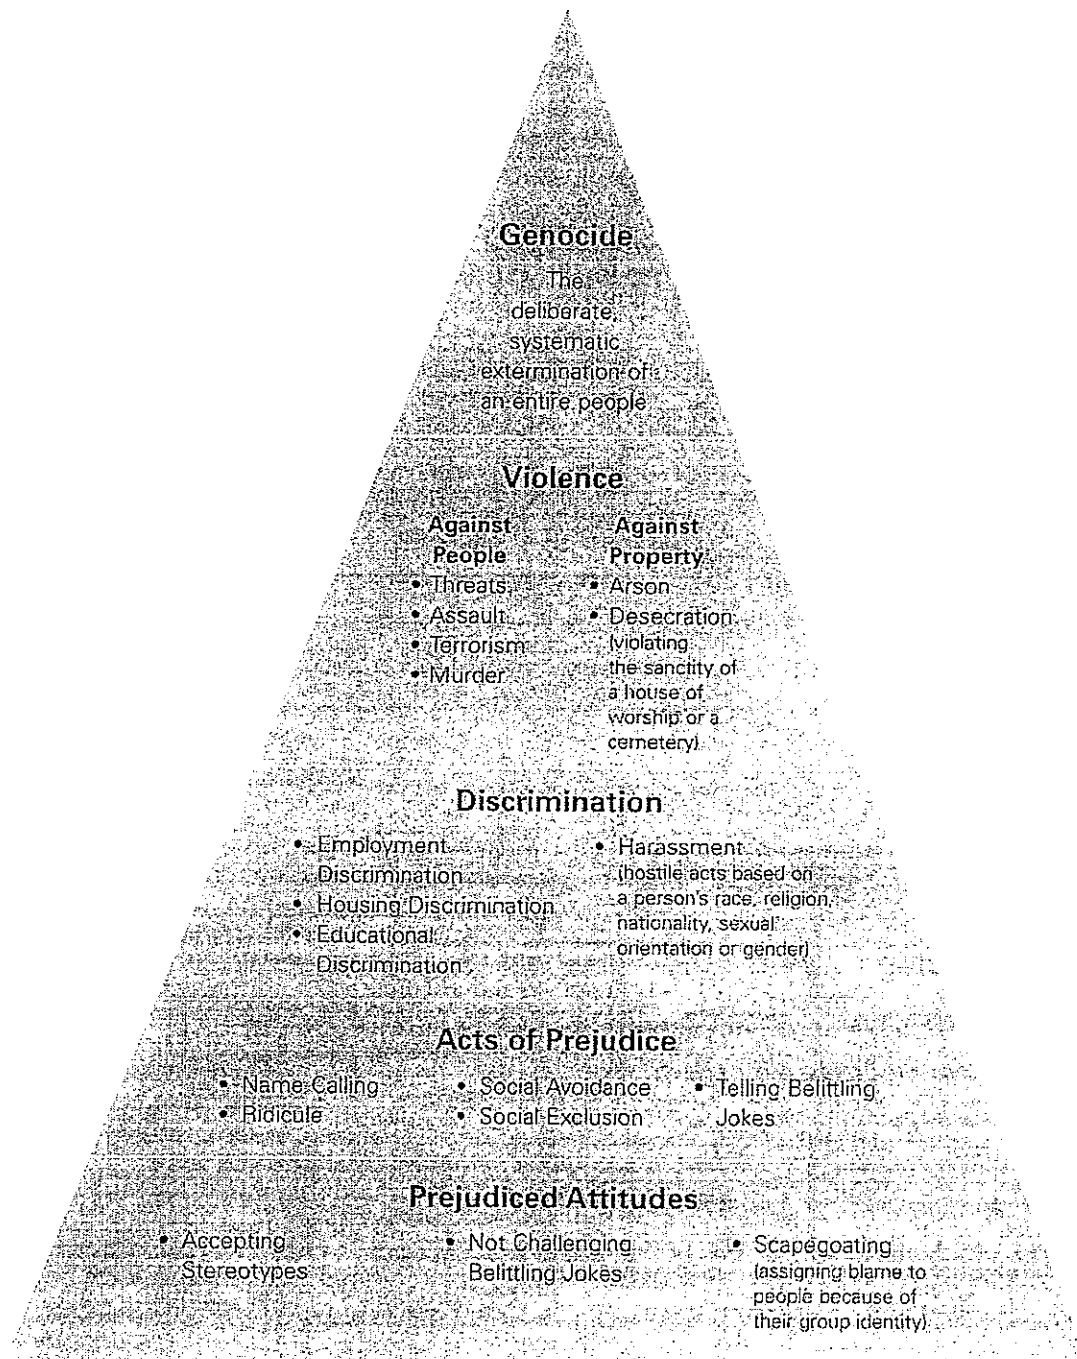 Genocide
The
deliberate,
systematic
extermination of
an entire people
Violence
Against
People
• Threats
• Assault
• Terrorism
• Murder
Against
Property
• Arson
• Desecration
(violating
the sanctity of
a house of
worship or a
cemetery)
Discrimination
• Employment
Discrimination
• Housing Discrimination
• Educational
Discrimination
• Harassment
(hostile acts based on
a person's race, religion,
nationality, sexual
orientation or gender)
Acts of Prejudice
• Name Calling
• Ridicule
• Social Avoidance
• Social Exclusion
• Telling Belittling
Jokes
Prejudiced Attitudes
• Accepting
Stereotypes
• Not Challenging
Belittling Jokes
• Scapegoating
(assigning blame to
people because of
their group identity)